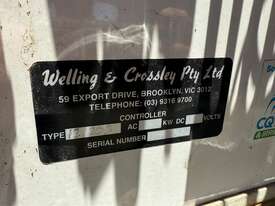 Welling & Crossley Pty Ltd
59 EXPORT DRIVE, BROOKLYN, VIC 3012
TELEPHONE: (03) 9316 9700
CONTROLLER
TYPE AC KW DC VOLTS
SERIAL NUMBER
CQ